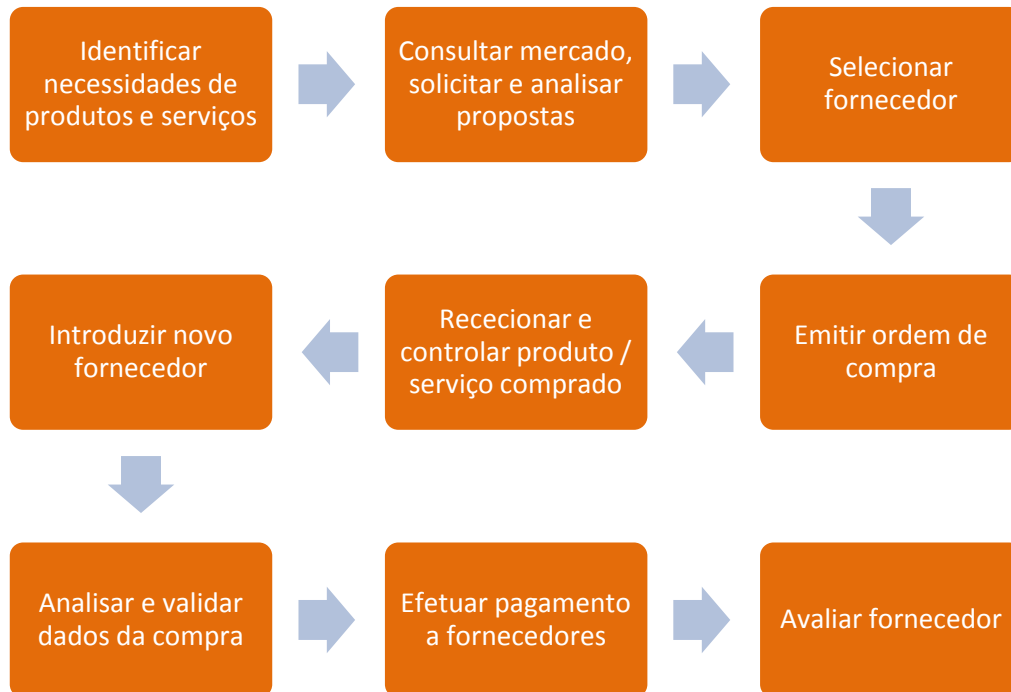 Identificar
necessidades de
produtos e serviços
Consultar mercado,
solicitar e analisar
propostas
Selecionar
fornecedor
Emitir ordem de
compra
Rececionar e
controlar produto /
serviço comprado
Introduzir novo
fornecedor
Analisar e validar
dados da compra
Efetuar pagamento
a fornecedores
Avaliar fornecedor